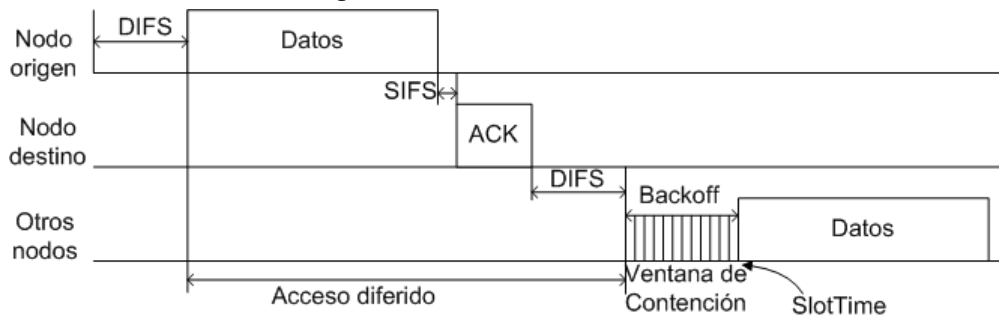 DIFS
Datos
Nodo
origen
SIFS
Nodo
destino
ACK
DIFS
Backoff
Otros
nodos
Datos
Acceso diferido
Ventana de
Contención
SlotTime